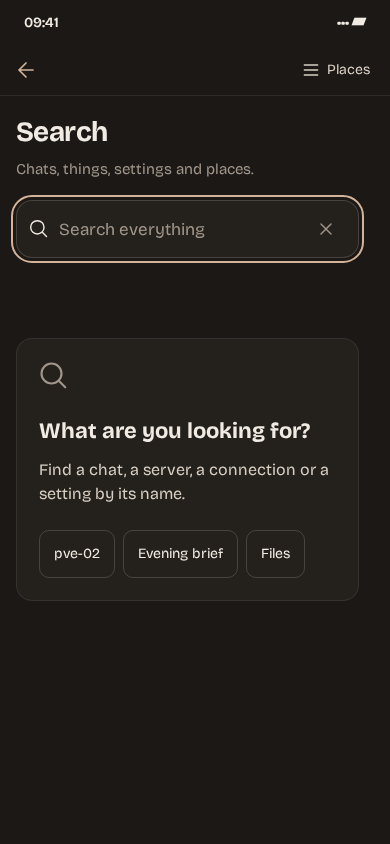 09:41
Places
Search
Chats, things, settings and places.
Search everything
What are you looking for?
Find a chat, a server, a connection or a
setting by its name.
pve-02
Evening brief
Files